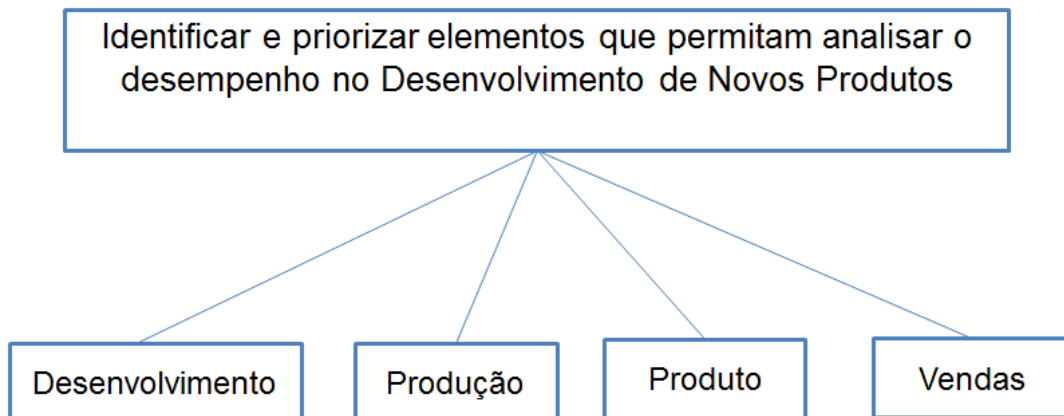 Identificar e priorizar elementos que permitam analisar o
desempenho no Desenvolvimento de Novos Produtos
Desenvolvimento
Produção
Produto
Vendas